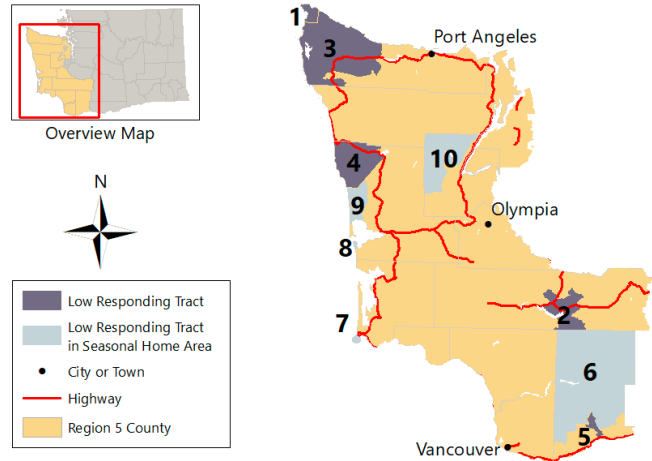 Overview Map
N
Low Responding Tract
Low Responding Tract
in Seasonal Home Area
City or Town
Highway
Region 5 County
1
3
Port Angeles
4
10
9
Olympia
8
2
7
6
5
Vancouver